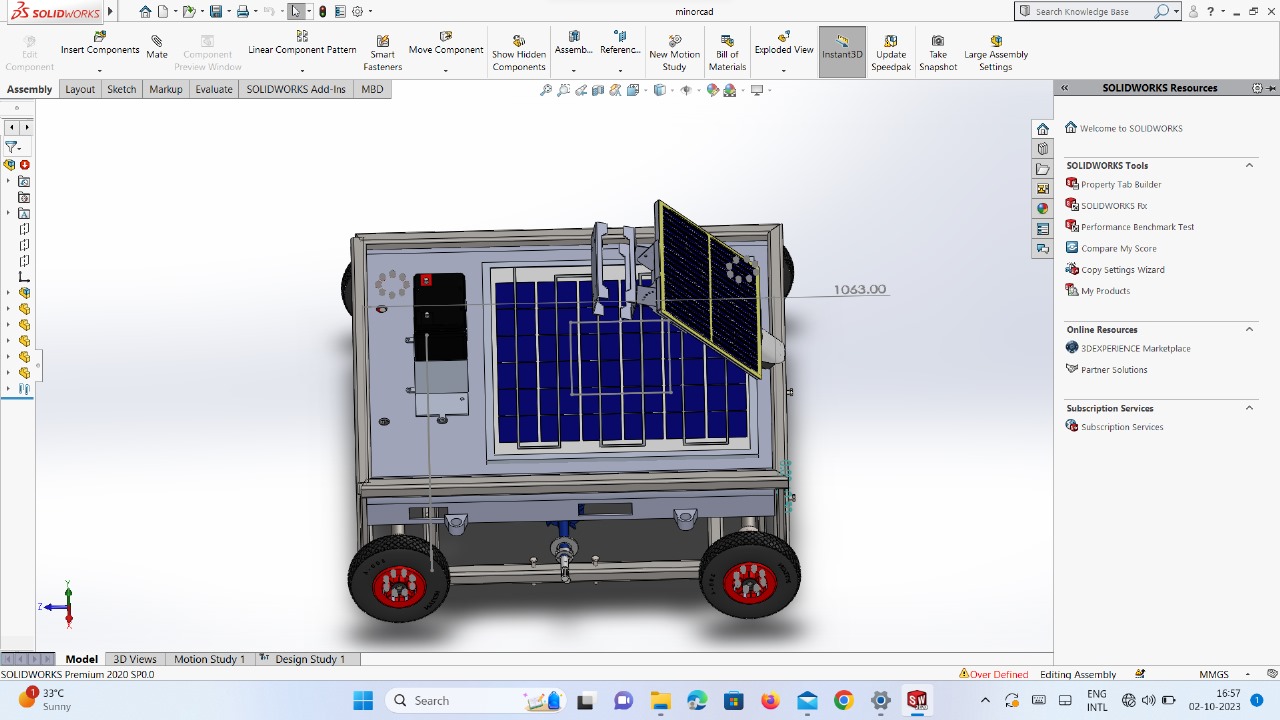 SOLIDWORKS
minorcad
Search Knowledge Base
?
Edit Component
Insert Components
Mate
Component Preview Window
Linear Component Pattern
Smart Fasteners
Move Component
Show Hidden Components
Assemb...
Referenc...
New Motion Study
Bill of Materials
Exploded View
Instant3D
Update Speedpak
Take Snapshot
Large Assembly Settings
Assembly
Layout
Sketch
Markup
Evaluate
SOLIDWORKS Add-Ins
MBD
SOLIDWORKS Resources
Welcome to SOLIDWORKS
SOLIDWORKS Tools
Property Tab Builder
SOLIDWORKS Rx
Performance Benchmark Test
Compare My Score
Copy Settings Wizard
My Products
Online Resources
3DEXPERIENCE Marketplace
Partner Solutions
Subscription Services
Subscription Services
1063.00
Y
Z
X
Model
3D Views
Motion Study 1
Design Study 1
SOLIDWORKS Premium 2020 SP0.0
Over Defined
Editing Assembly
MMGS
1
33°C
Sunny
Search
ENG
INTL
16:57
02-10-2023
1